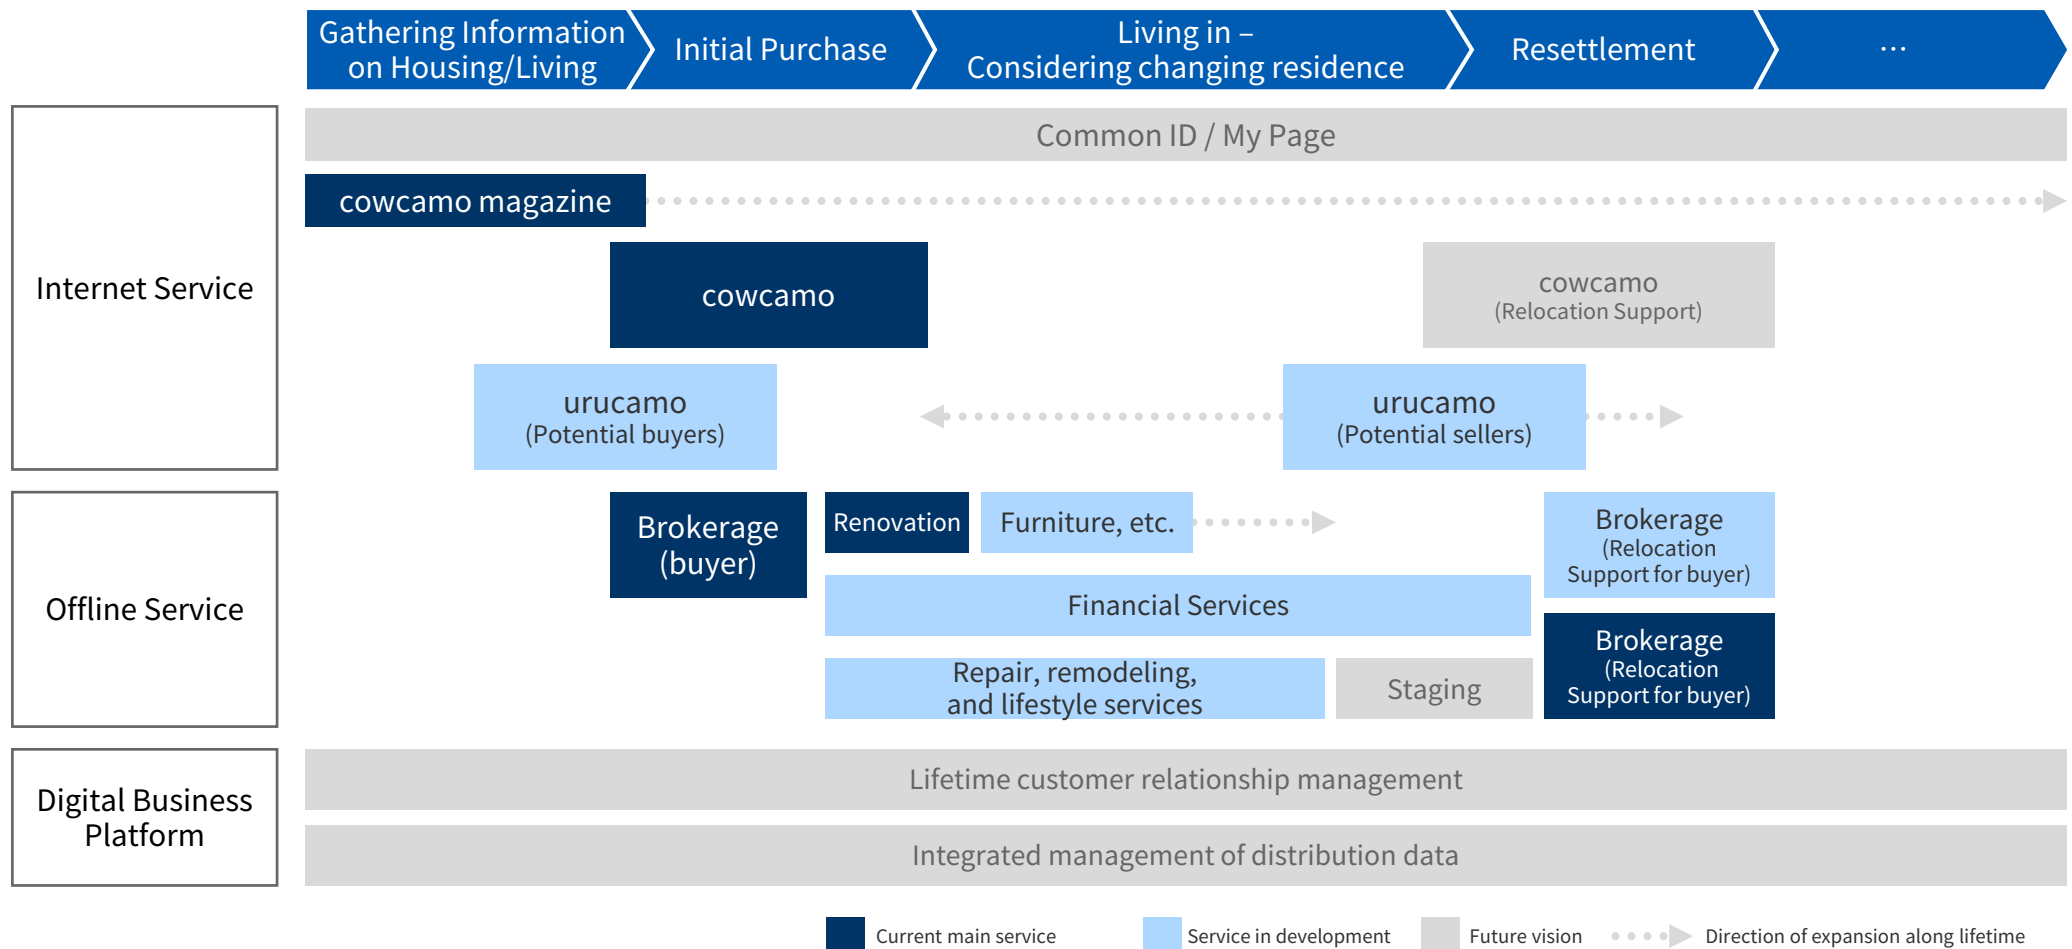 Gathering Information
on Housing/Living
Initial Purchase
Living in –
Considering changing residence
Resettlement
…
Internet Service
Common ID / My Page
cowcamo magazine
cowcamo
cowcamo
(Relocation Support)
urucamo
(Potential buyers)
urucamo
(Potential sellers)
Offline Service
Brokerage
(buyer)
Renovation
Furniture, etc.
Brokerage
(Relocation
Support for buyer)
Financial Services
Brokerage
(Relocation
Support for buyer)
Repair, remodeling,
and lifestyle services
Staging
Digital Business
Platform
Lifetime customer relationship management
Integrated management of distribution data
Current main service
Service in development
Future vision
Direction of expansion along lifetime